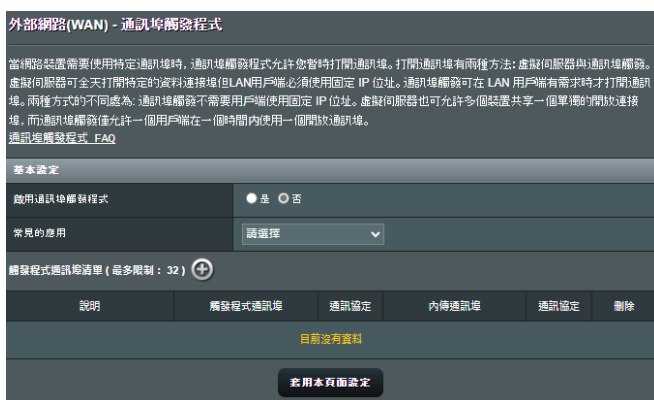 外部網路(WAN) - 通訊埠觸發程式
當網路裝置需要使用特定通訊埠時，通訊埠觸發程式允許您暫時打開通訊埠。打開通訊埠有兩種方法: 虛擬伺服器與通訊埠觸發。
虛擬伺服器可全天打開特定的資料連接埠但LAN用戶端必須使用固定 IP 位址。通訊埠觸發可在 LAN 用戶端有需求時才打開通訊
埠。兩種方式的不同處為: 通訊埠觸發不需要用戶端使用固定 IP 位址。虛擬伺服器也可允許多個裝置共享一個單獨的開放連接
埠，而通訊埠觸發僅允許一個用戶端在一個時間內使用一個開放通訊埠。
通訊埠觸發程式 FAQ
基本設定
啟用通訊埠觸發程式 是 否
常見的應用 請選擇
觸發程式通訊埠清單 ( 最多限制 : 32 )
說明 觸發程式通訊埠 通訊協定 內傳通訊埠 通訊協定 刪除
目前沒有資料
套用本頁面設定